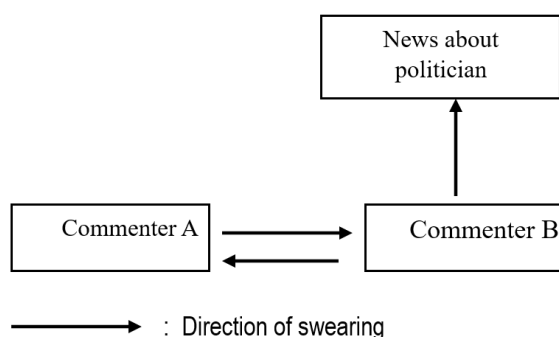 News about
politician
Commenter A
Commenter B
: Direction of swearing